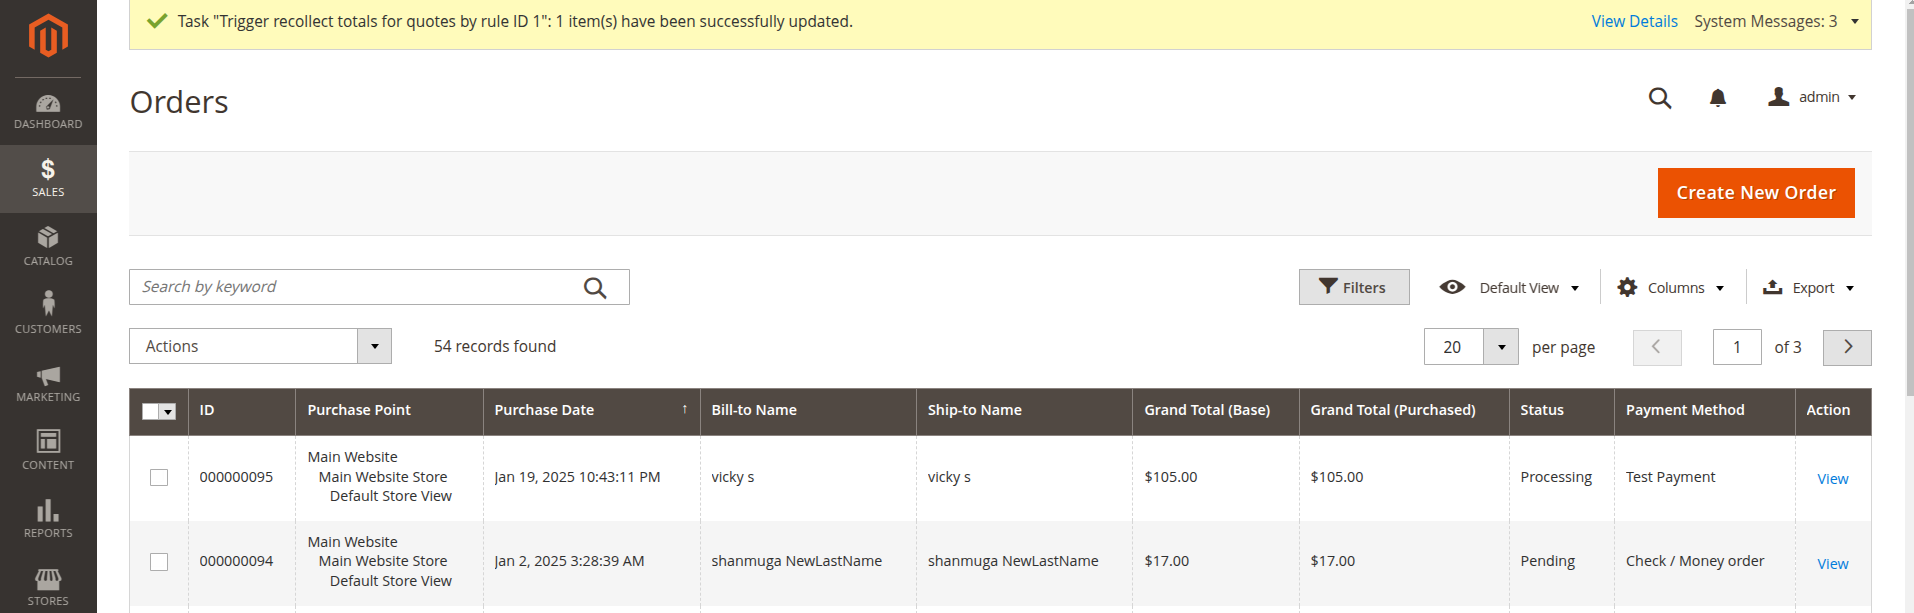 Task "Trigger recollect totals for quotes by rule ID 1": 1 item(s) have been successfully updated. View Details System Messages: 3
Orders
admin
Create New Order
DASHBOARD
SALES
CATALOG
CUSTOMERS
MARKETING
CONTENT
REPORTS
STORES
Search by keyword Filters Default View Columns Export
Actions 54 records found 20 per page 1 of 3
ID Purchase Point Purchase Date ↑ Bill-to Name Ship-to Name Grand Total (Base) Grand Total (Purchased) Status Payment Method Action
Main Website
000000095 Main Website Store Jan 19, 2025 10:43:11 PM vicky s vicky s $105.00 $105.00 Processing Test Payment View
Default Store View
Main Website
000000094 Main Website Store Jan 2, 2025 3:28:39 AM shanmuga NewLastName shanmuga NewLastName $17.00 $17.00 Pending Check / Money order View
Default Store View